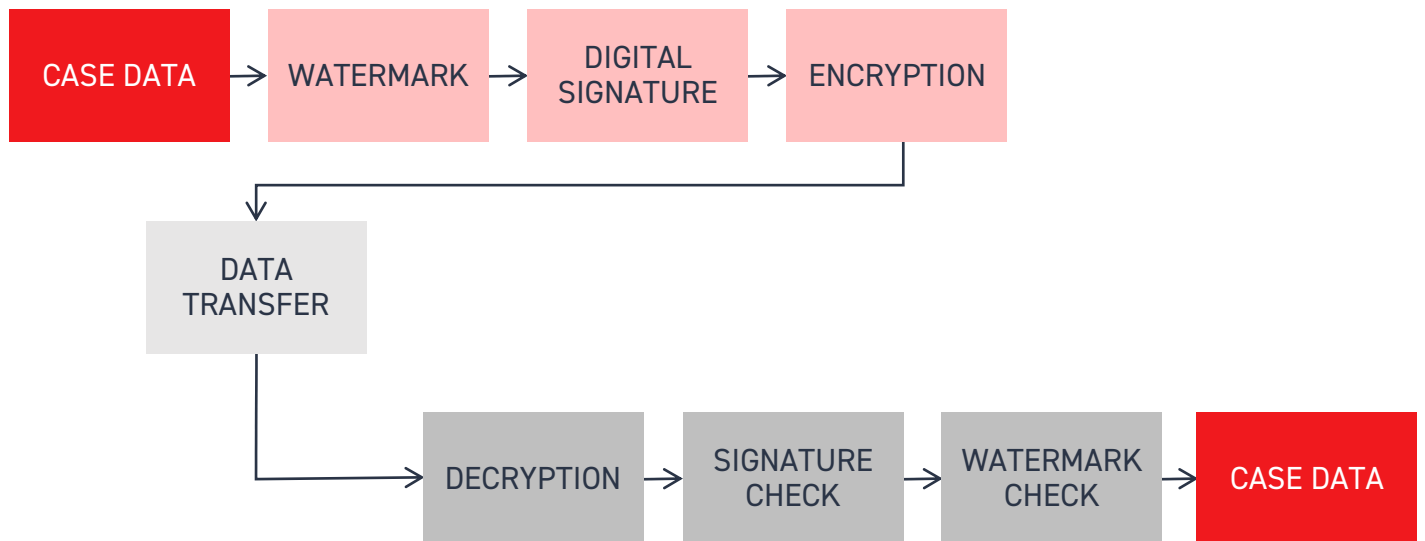 CASE DATA
WATERMARK
DIGITAL
SIGNATURE
ENCRYPTION
DATA
TRANSFER
DECRYPTION
SIGNATURE
CHECK
WATERMARK
CHECK
CASE DATA